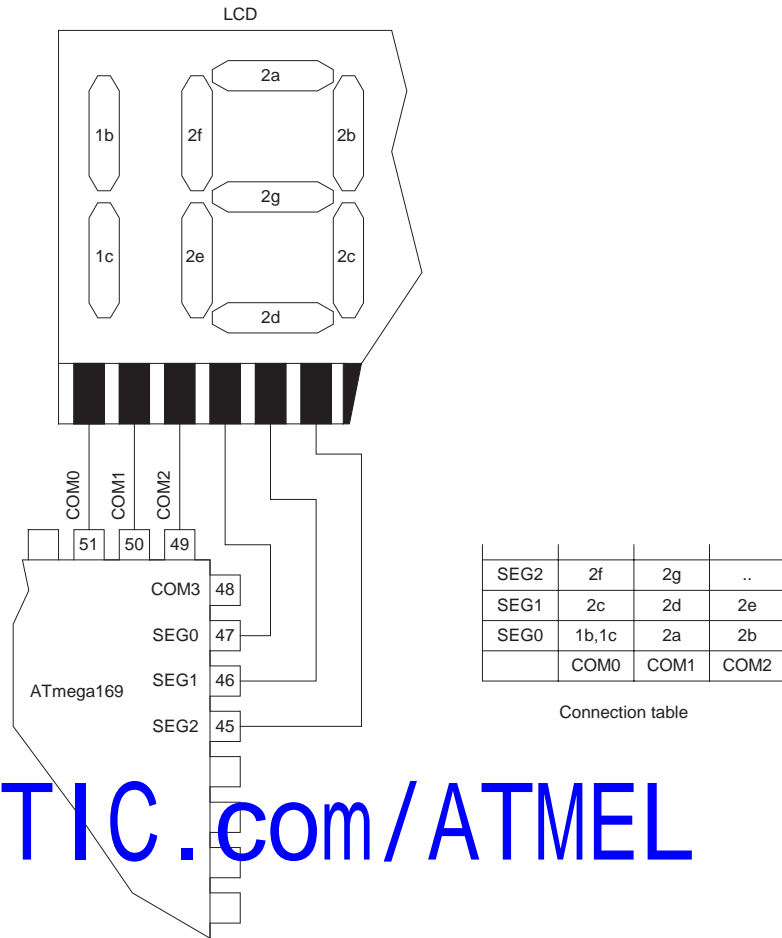 LCD
2a
1b 2f 2b
2g
1c 2e 2c
2d
COM0 COM1 COM2
51 50 49
COM3 48
SEG0 47
SEG1 46
ATmega169
SEG2 45
SEG2 2f 2g ..
SEG1 2c 2d 2e
SEG0 1b,1c 2a 2b
COM0 COM1 COM2
Connection table
TIC.com/ATMEL